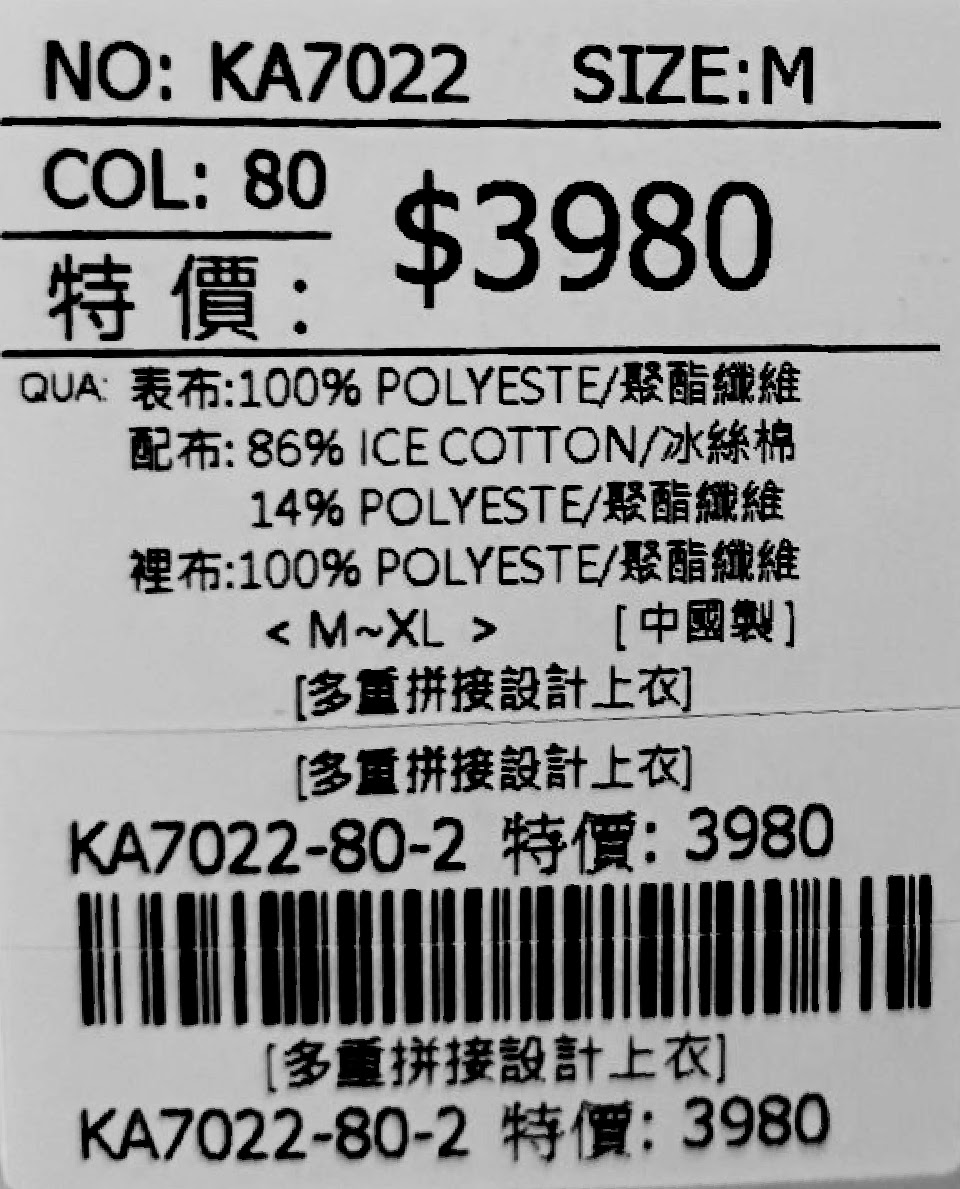 NO: KA7022 SIZE:M
COL: 80
$3980
特價:
QUA: 表布:100% POLYESTE/聚酯纖維
配布: 86% ICE COTTON/冰絲棉
14% POLYESTE/聚酯纖維
裡布:100% POLYESTE/聚酯纖維
< M~XL > [中國製]
[多重拼接設計上衣]
[多重拼接設計上衣]
KA7022-80-2 特價: 3980
[多重拼接設計上衣]
KA7022-80-2 特價: 3980